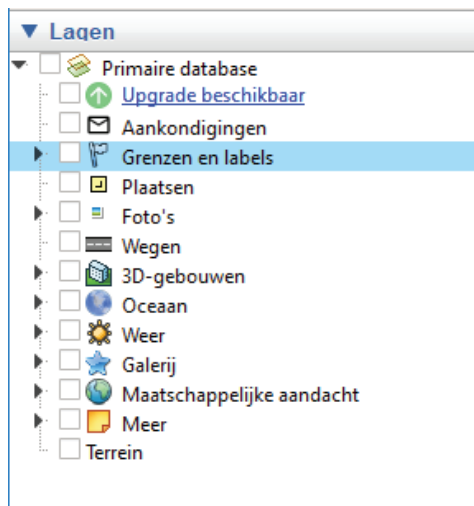 Lagen
Primaire database
Upgrade beschikbaar
Aankondigingen
Grenzen en labels
Plaatsen
Foto's
Wegen
3D-gebouwen
Oceaan
Weer
Galerij
Maatschappelijke aandacht
Meer
Terrein